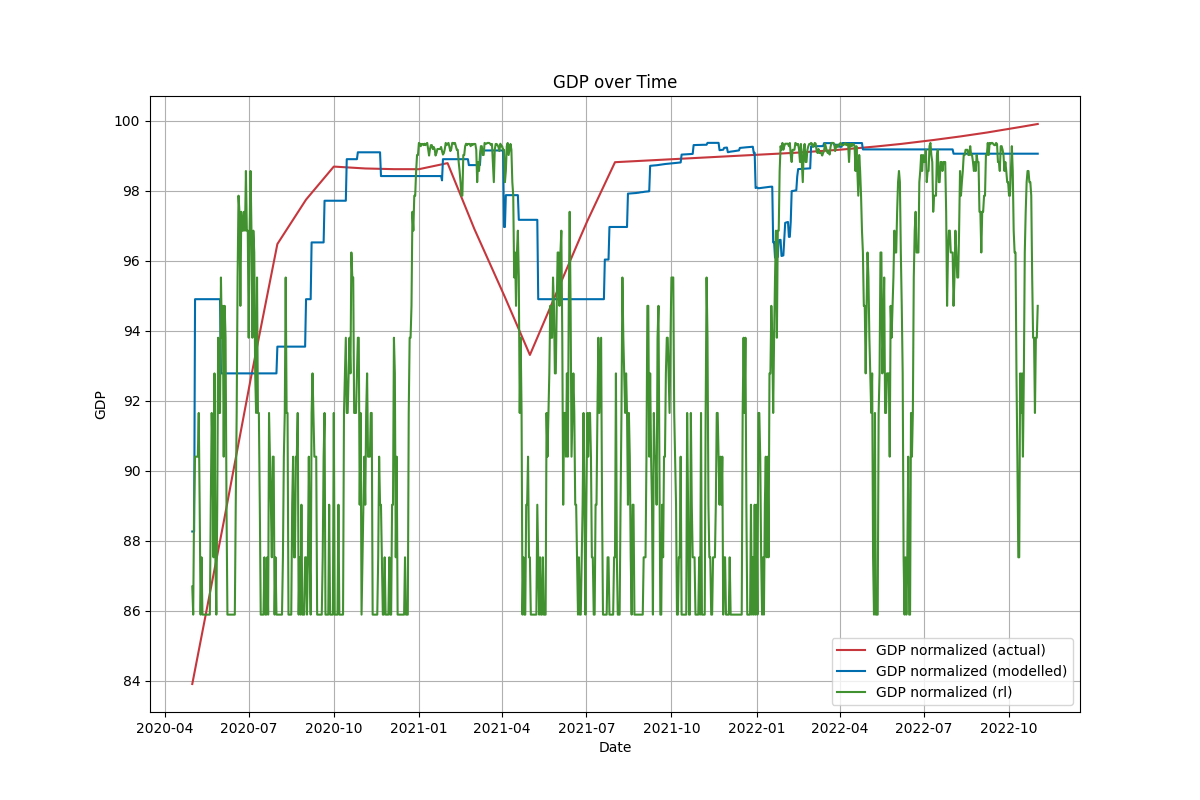 GDP over Time
GDP
100
98
96
94
92
90
88
86
84
GDP normalized (actual)
GDP normalized (modelled)
GDP normalized (rl)
2020-04 2020-07 2020-10 2021-01 2021-04 2021-07 2021-10 2022-01 2022-04 2022-07 2022-10
Date